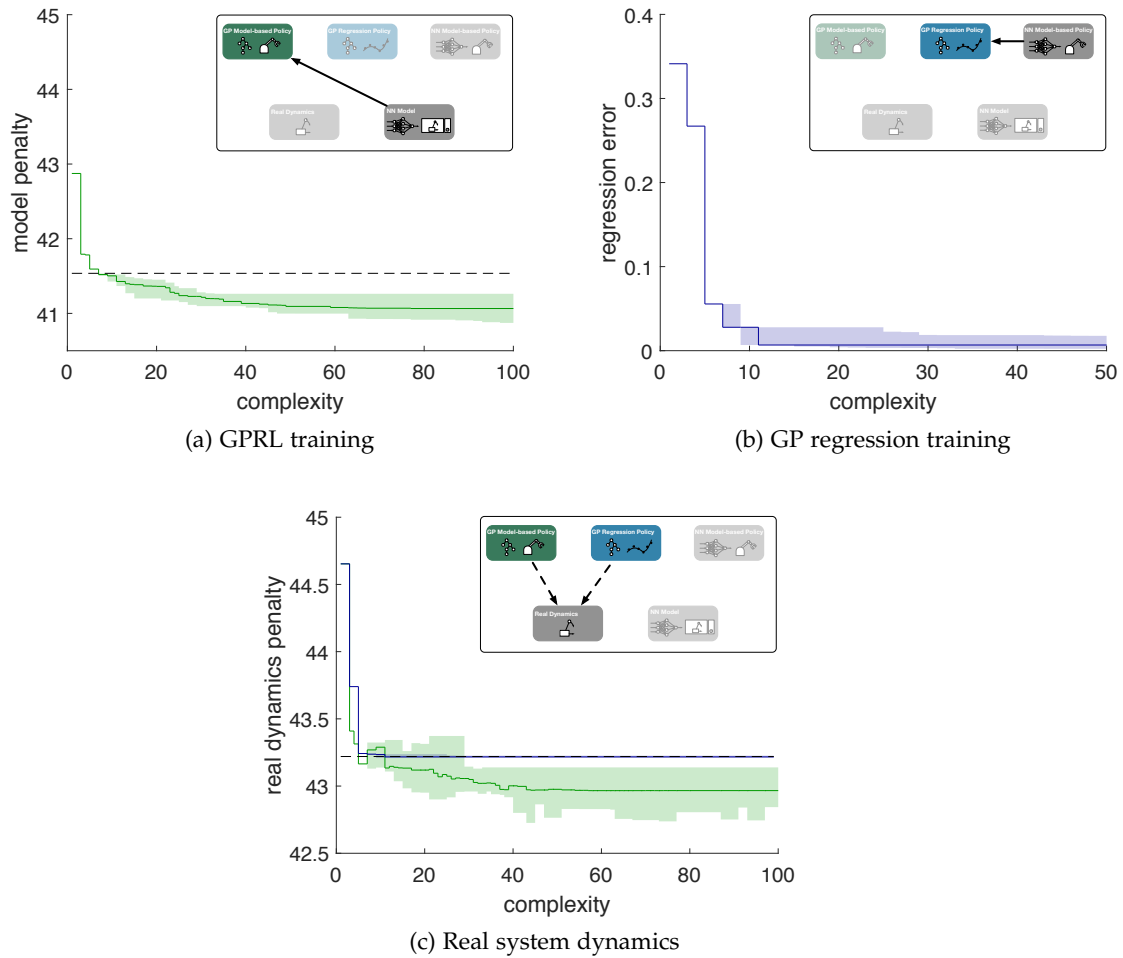 45
44
43
42
41
model penalty
0 20 40 60 80 100
complexity
GP Model-based Policy GP Regression Policy NN Model-based Policy
Real Dynamics NN Model
(a) GPRL training
0.4
0.3
0.2
0.1
0
regression error
0 10 20 30 40 50
complexity
GP Model-based Policy GP Regression Policy NN Model-based Policy
Real Dynamics NN Model
(b) GP regression training
45
44.5
44
43.5
43
42.5
real dynamics penalty
0 20 40 60 80 100
complexity
GP Model-based Policy GP Regression Policy NN Model-based Policy
Real Dynamics NN Model
(c) Real system dynamics